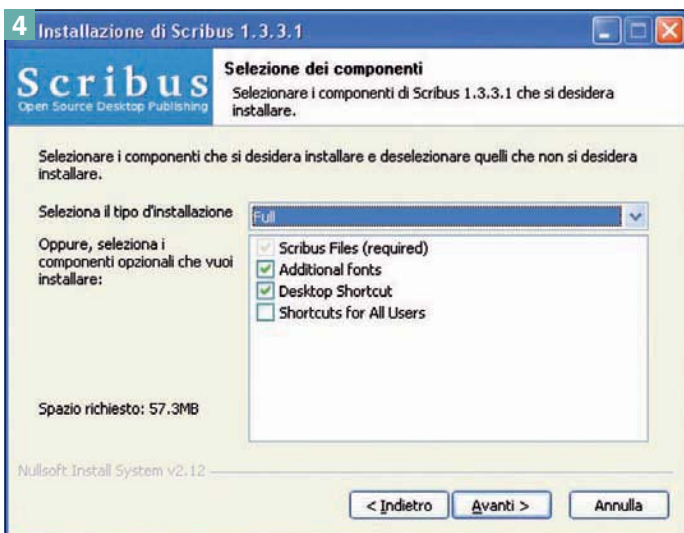 4
Installazione di Scribus 1.3.3.1
Scribus
Open Source Desktop Publishing
Selezione dei componenti
Selezionare i componenti di Scribus 1.3.3.1 che si desidera
installare.
Selezionare i componenti che si desidera installare e deselezionare quelli che non si desidera
installare.
Seleziona il tipo d'installazione
Full
Oppure, seleziona i
componenti opzionali che vuoi
installare:
Scribus Files (required)
Additional fonts
Desktop Shortcut
Shortcuts for All Users
Spazio richiesto: 57.3MB
Nullsoft Install System v2.12
< Indietro
Avanti >
Annulla